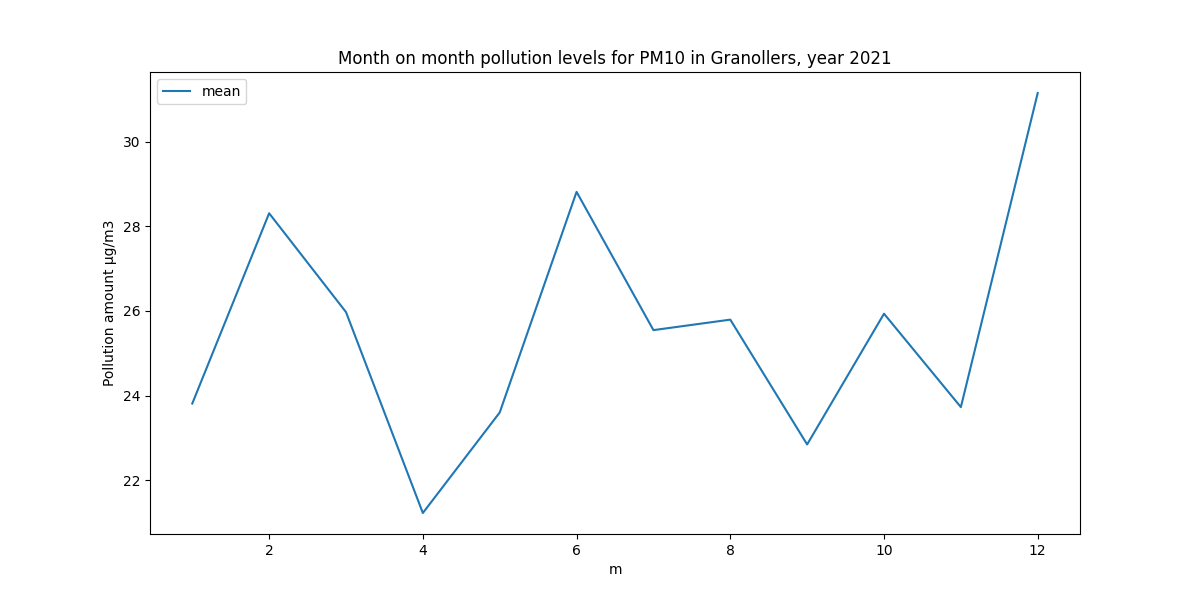 Month on month pollution levels for PM10 in Granollers, year 2021
mean
Pollution amount µg/m3
30
28
26
24
22
2 4 6 8 10 12
m